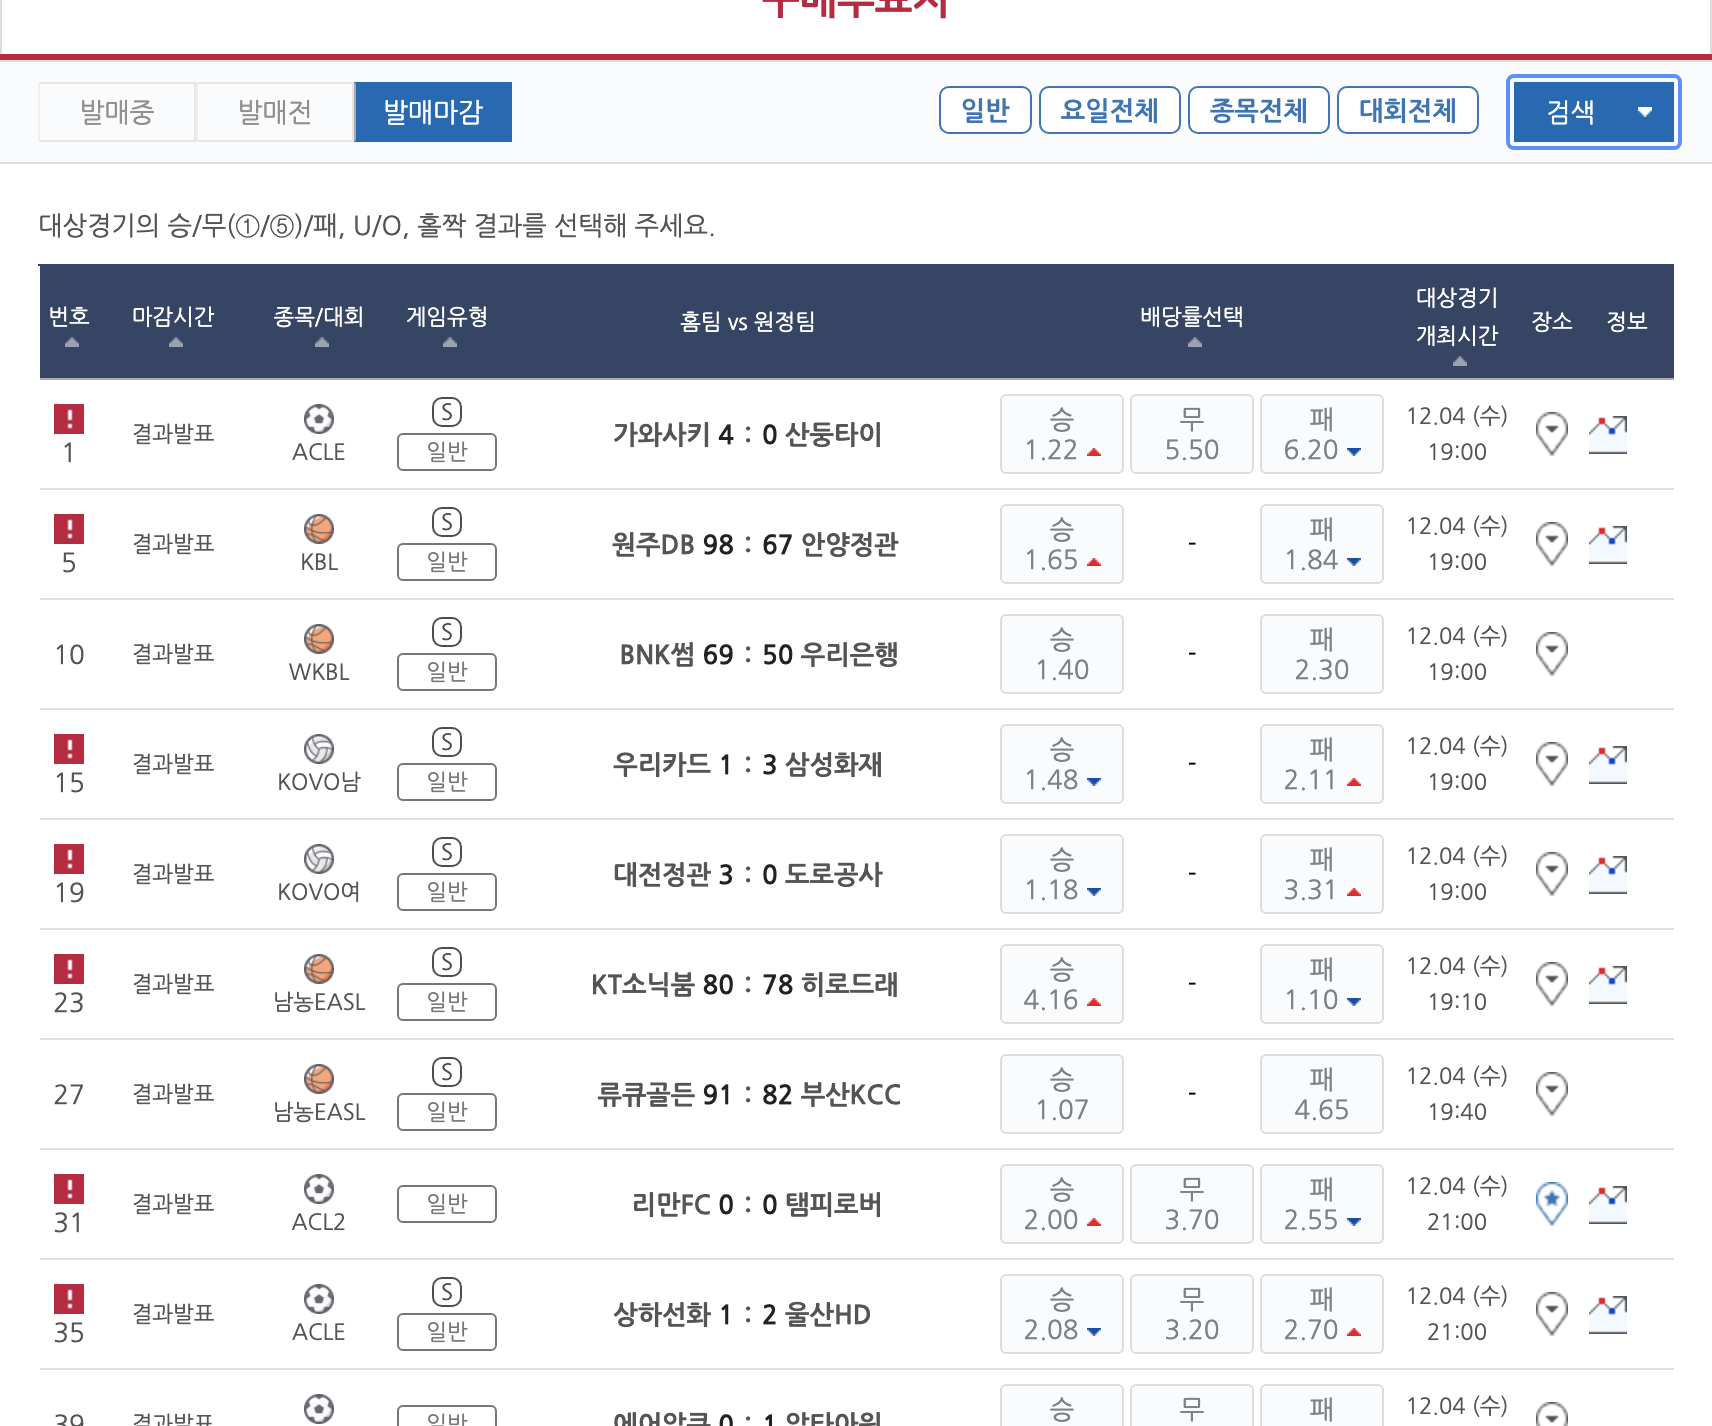 발매중 발매전 발매마감 일반 요일전체 종목전체 대회전체 검색
대상경기의 승/무(①/⑤)/패, U/O, 홀짝 결과를 선택해 주세요.
번호 마감시간 종목/대회 게임유형 홈팀 vs 원정팀 배당률선택 대상경기 개최시간 장소 정보
1 결과발표 ACLE S 일반 가와사키 4 : 0 산둥타이 승 1.22 무 5.50 패 6.20 12.04 (수) 19:00
5 결과발표 KBL S 일반 원주DB 98 : 67 안양정관 승 1.65 - 패 1.84 12.04 (수) 19:00
10 결과발표 WKBL S 일반 BNK썸 69 : 50 우리은행 승 1.40 - 패 2.30 12.04 (수) 19:00
15 결과발표 KOVO남 S 일반 우리카드 1 : 3 삼성화재 승 1.48 - 패 2.11 12.04 (수) 19:00
19 결과발표 KOVO여 S 일반 대전정관 3 : 0 도로공사 승 1.18 - 패 3.31 12.04 (수) 19:00
23 결과발표 남농EASL S 일반 KT소닉붐 80 : 78 히로드래 승 4.16 - 패 1.10 12.04 (수) 19:10
27 결과발표 남농EASL S 일반 류큐골든 91 : 82 부산KCC 승 1.07 - 패 4.65 12.04 (수) 19:40
31 결과발표 ACL2 일반 리만FC 0 : 0 탬피로버 승 2.00 무 3.70 패 2.55 12.04 (수) 21:00
35 결과발표 ACLE S 일반 상하선화 1 : 2 울산HD 승 2.08 무 3.20 패 2.70 12.04 (수) 21:00
39 결과발표 일반 0 : 1 승 무 패 12.04 (수)